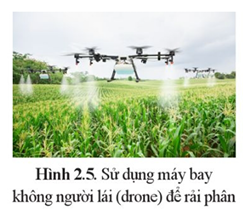 Hình 2.5. Sử dụng máy bay
không người lái (drone) để rải phân